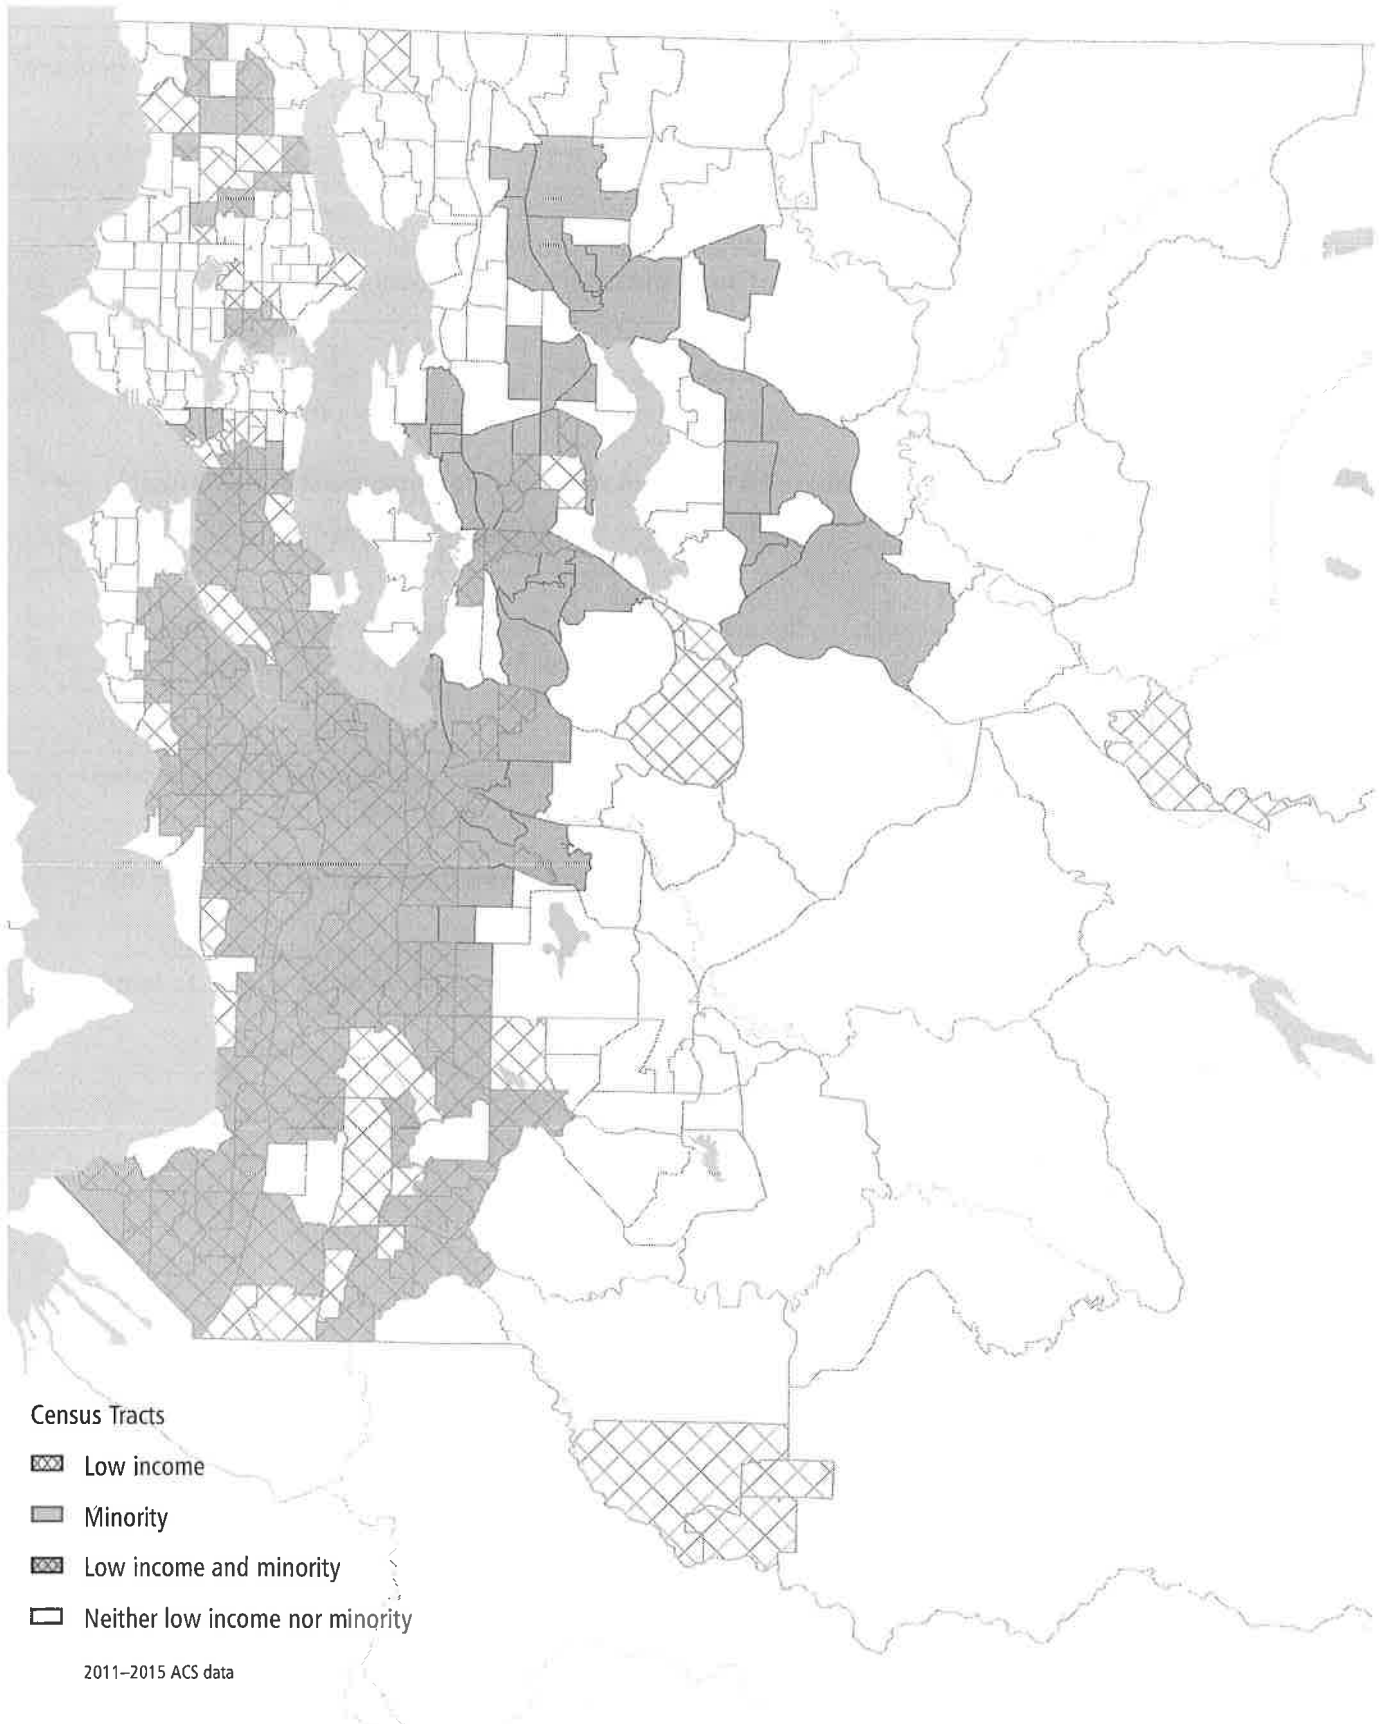 Census Tracts
Low income
Minority
Low income and minority
Neither low income nor minority
2011–2015 ACS data